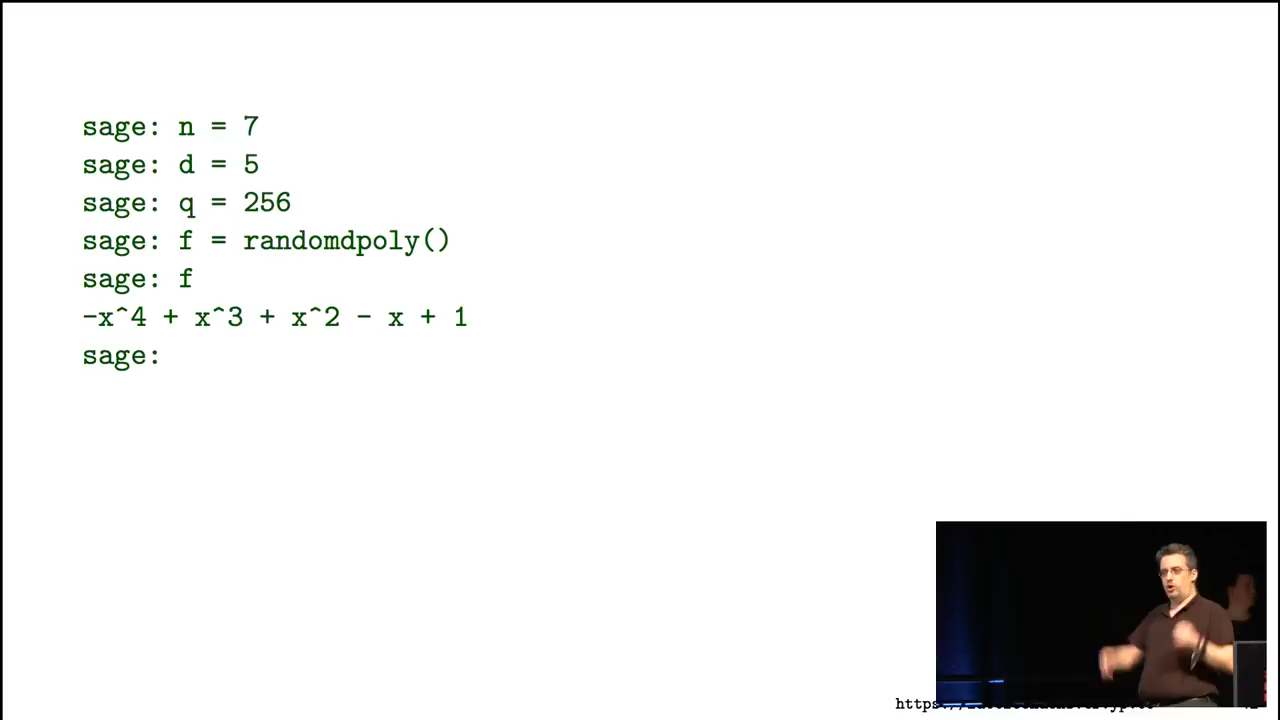 sage: n = 7
sage: d = 5
sage: q = 256
sage: f = randomdpoly()
sage: f
-x^4 + x^3 + x^2 - x + 1
sage: